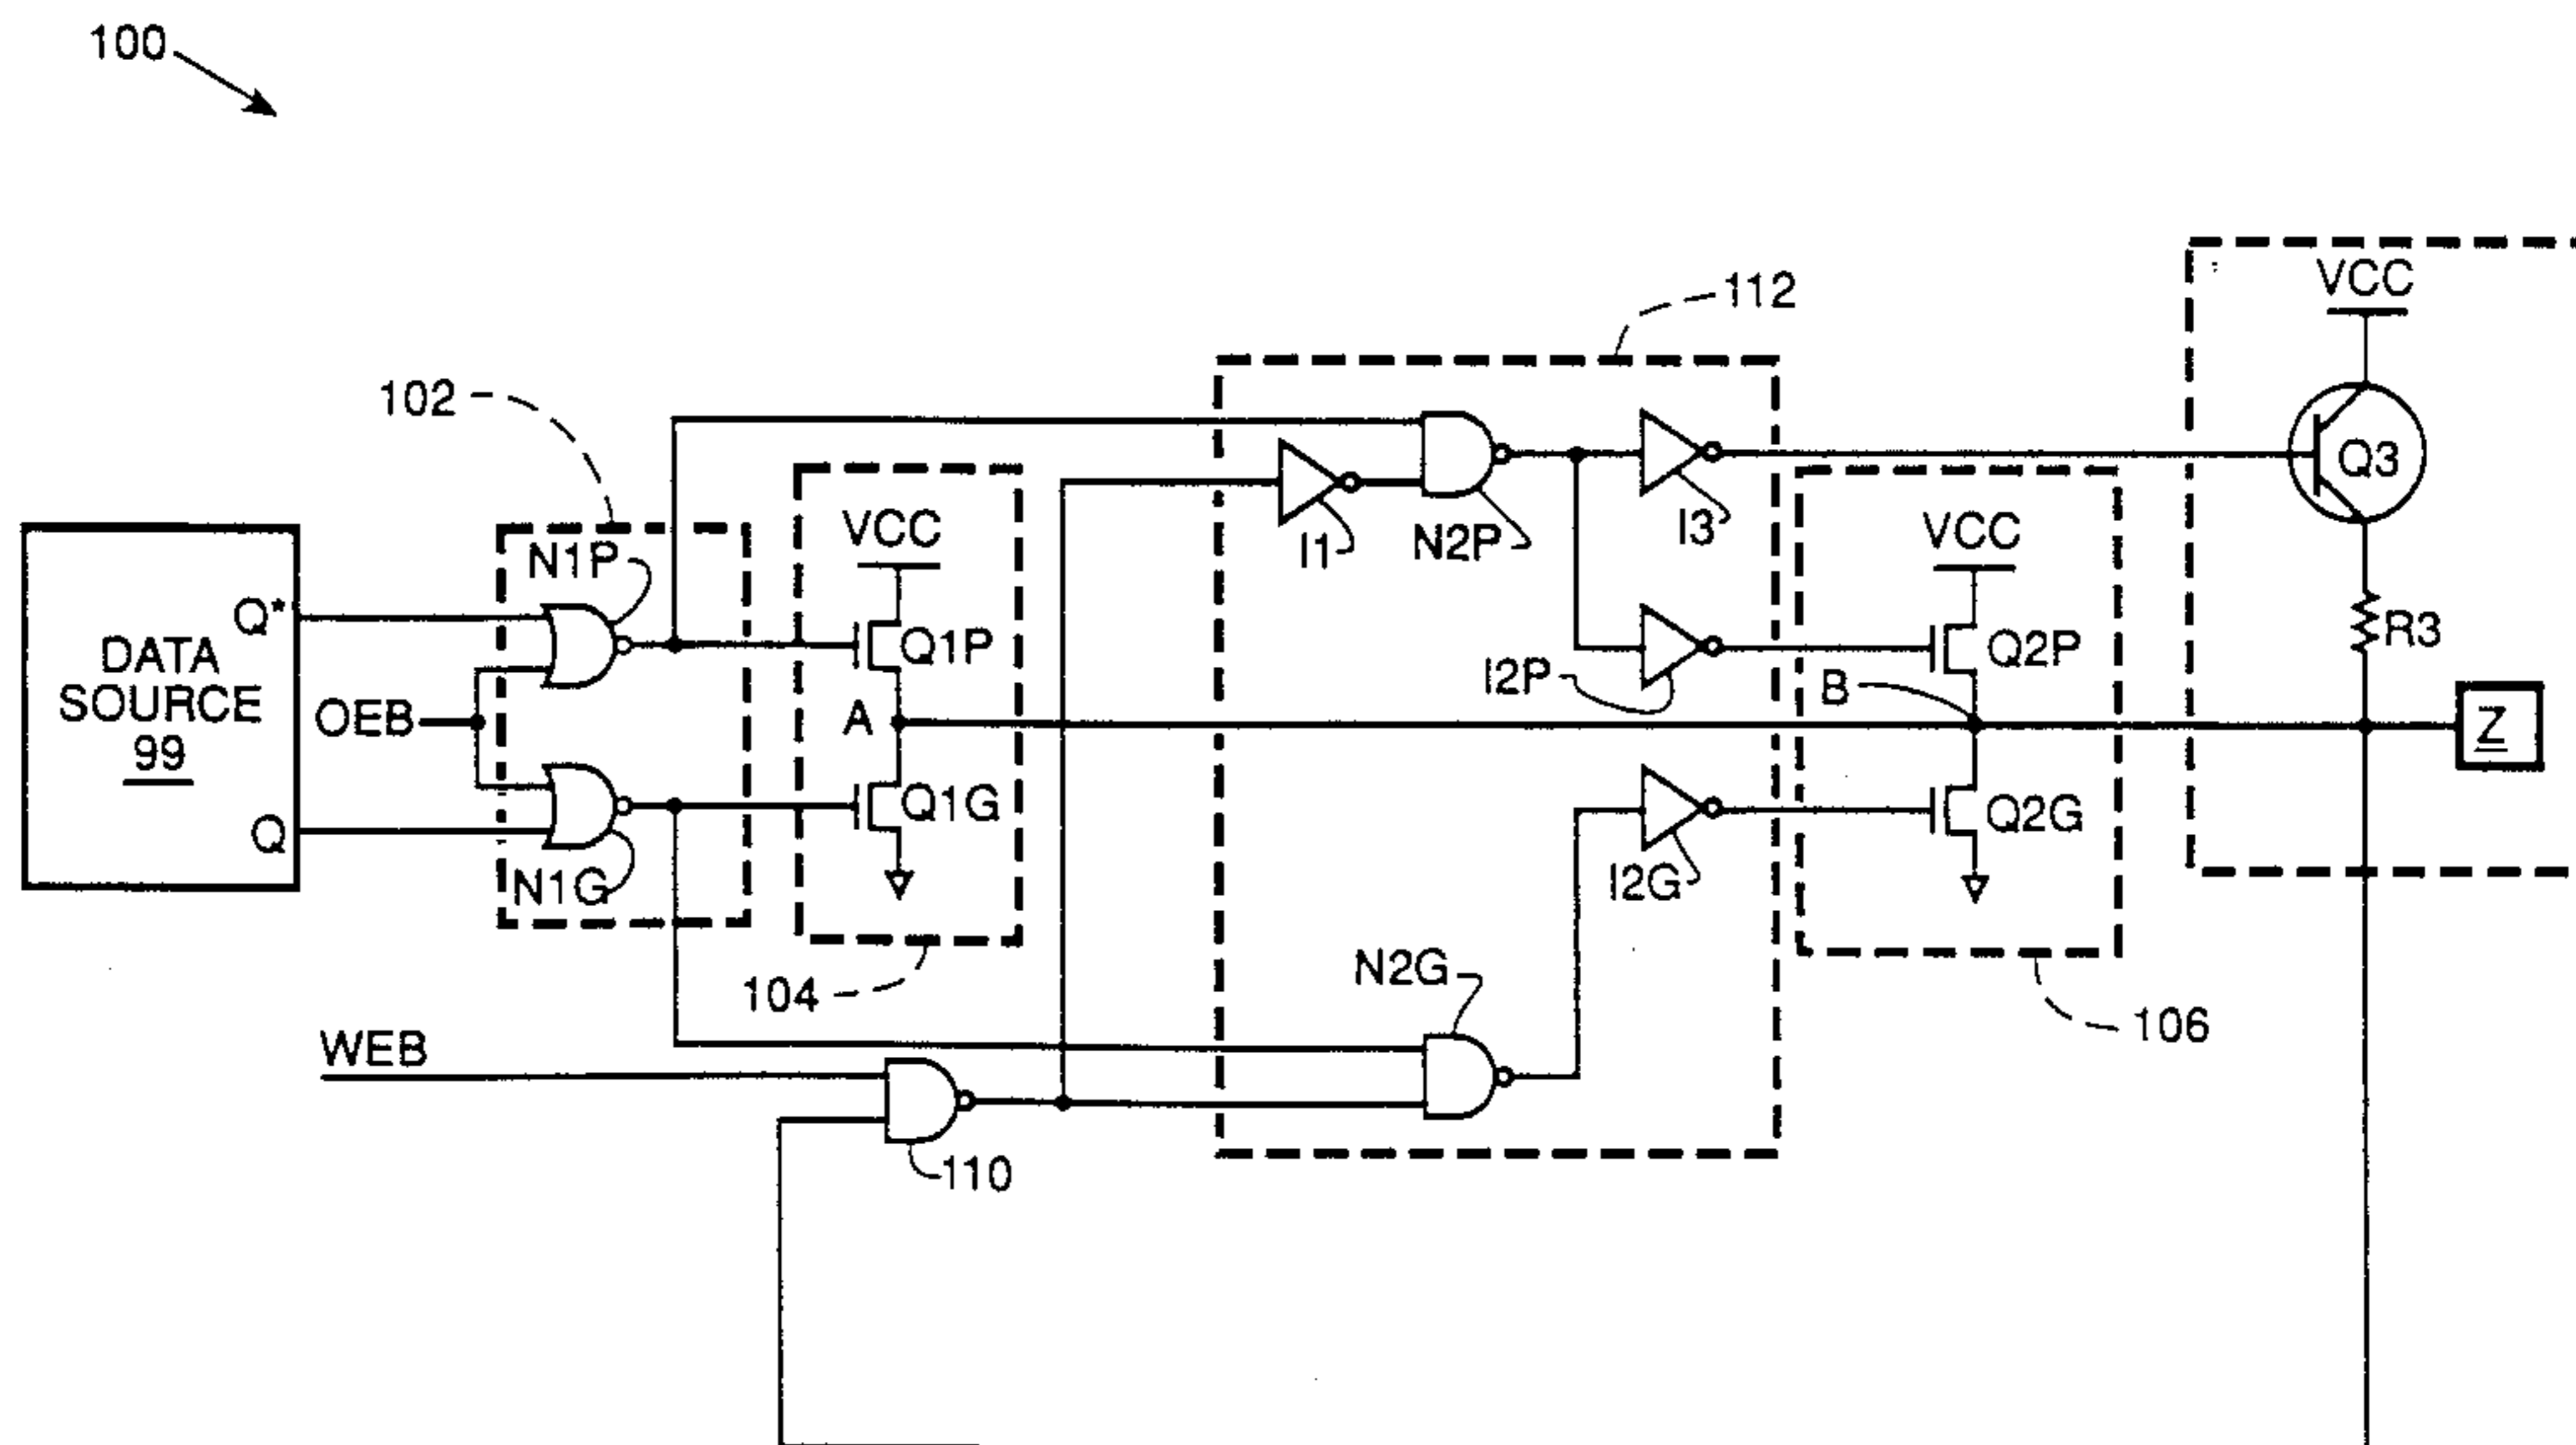 100
112
VCC
102
Q3
I1
N2P
I3
VCC
VCC
N1P
Q*
Q1P
Q2P
R3
DATA
SOURCE
99
OEB
A
I2P
B
Z
Q
Q1G
Q2G
N1G
I2G
104
N2G
106
WEB
110